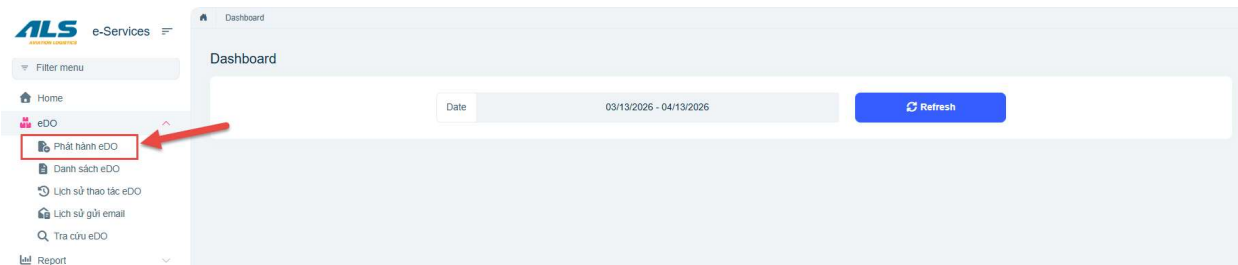 ALS
AVIATION LOGISTICS
e-Services
Filter menu
Home
eDO
Phát hành eDO
Danh sách eDO
Lịch sử thao tác eDO
Lịch sử gửi email
Tra cứu eDO
Report
Dashboard
Dashboard
Date
03/13/2026 - 04/13/2026
Refresh